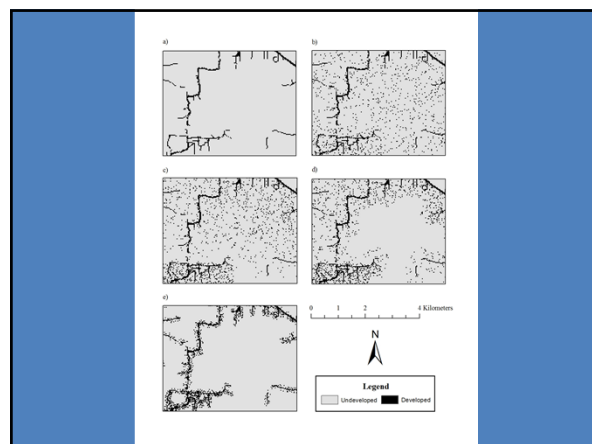 a)
b)
c)
d)
e)
0 1 2 4 Kilometers
N
Legend
Undeveloped Developed